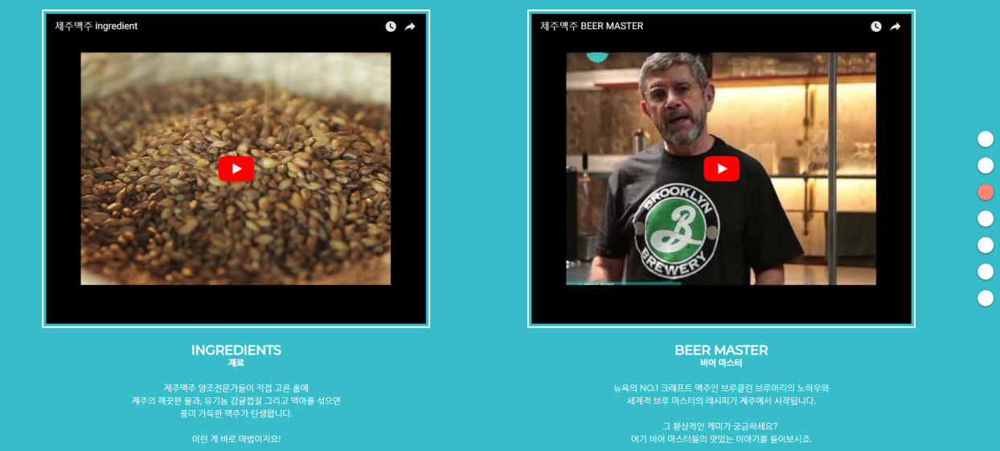 제주맥주 ingredient
제주맥주 BEER MASTER
BROOKLYN
B
BREWERY
INGREDIENTS
재료
제주맥주 양조전문가들이 직접 고른 홉에
제주의 깨끗한 물과, 유기농 감귤껍질 그리고 맥아를 섞으면
풍미 가득한 맥주가 탄생합니다.
이런 게 바로 마법이지요!
BEER MASTER
비어 마스터
뉴욕의 NO.1 크래프트 맥주인 브루클린 브루어리의 노하우와
세계적 브루 마스터의 레시피가 제주에서 시작됩니다.
그 환상적인 케미가 궁금하세요?
여기 비어 마스터들의 맛있는 이야기를 들어보시죠.